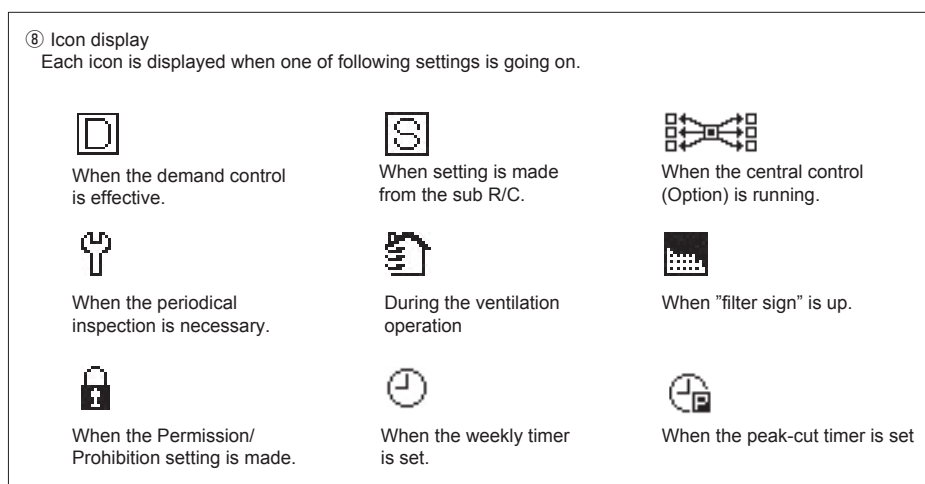 ⑧ Icon display
Each icon is displayed when one of following settings is going on.
D
S
When the demand control
is effective.
When setting is made
from the sub R/C.
When the central control
(Option) is running.
When the periodical
inspection is necessary.
During the ventilation
operation
When ”filter sign” is up.
P
When the Permission/
Prohibition setting is made.
When the weekly timer
is set.
When the peak-cut timer is set